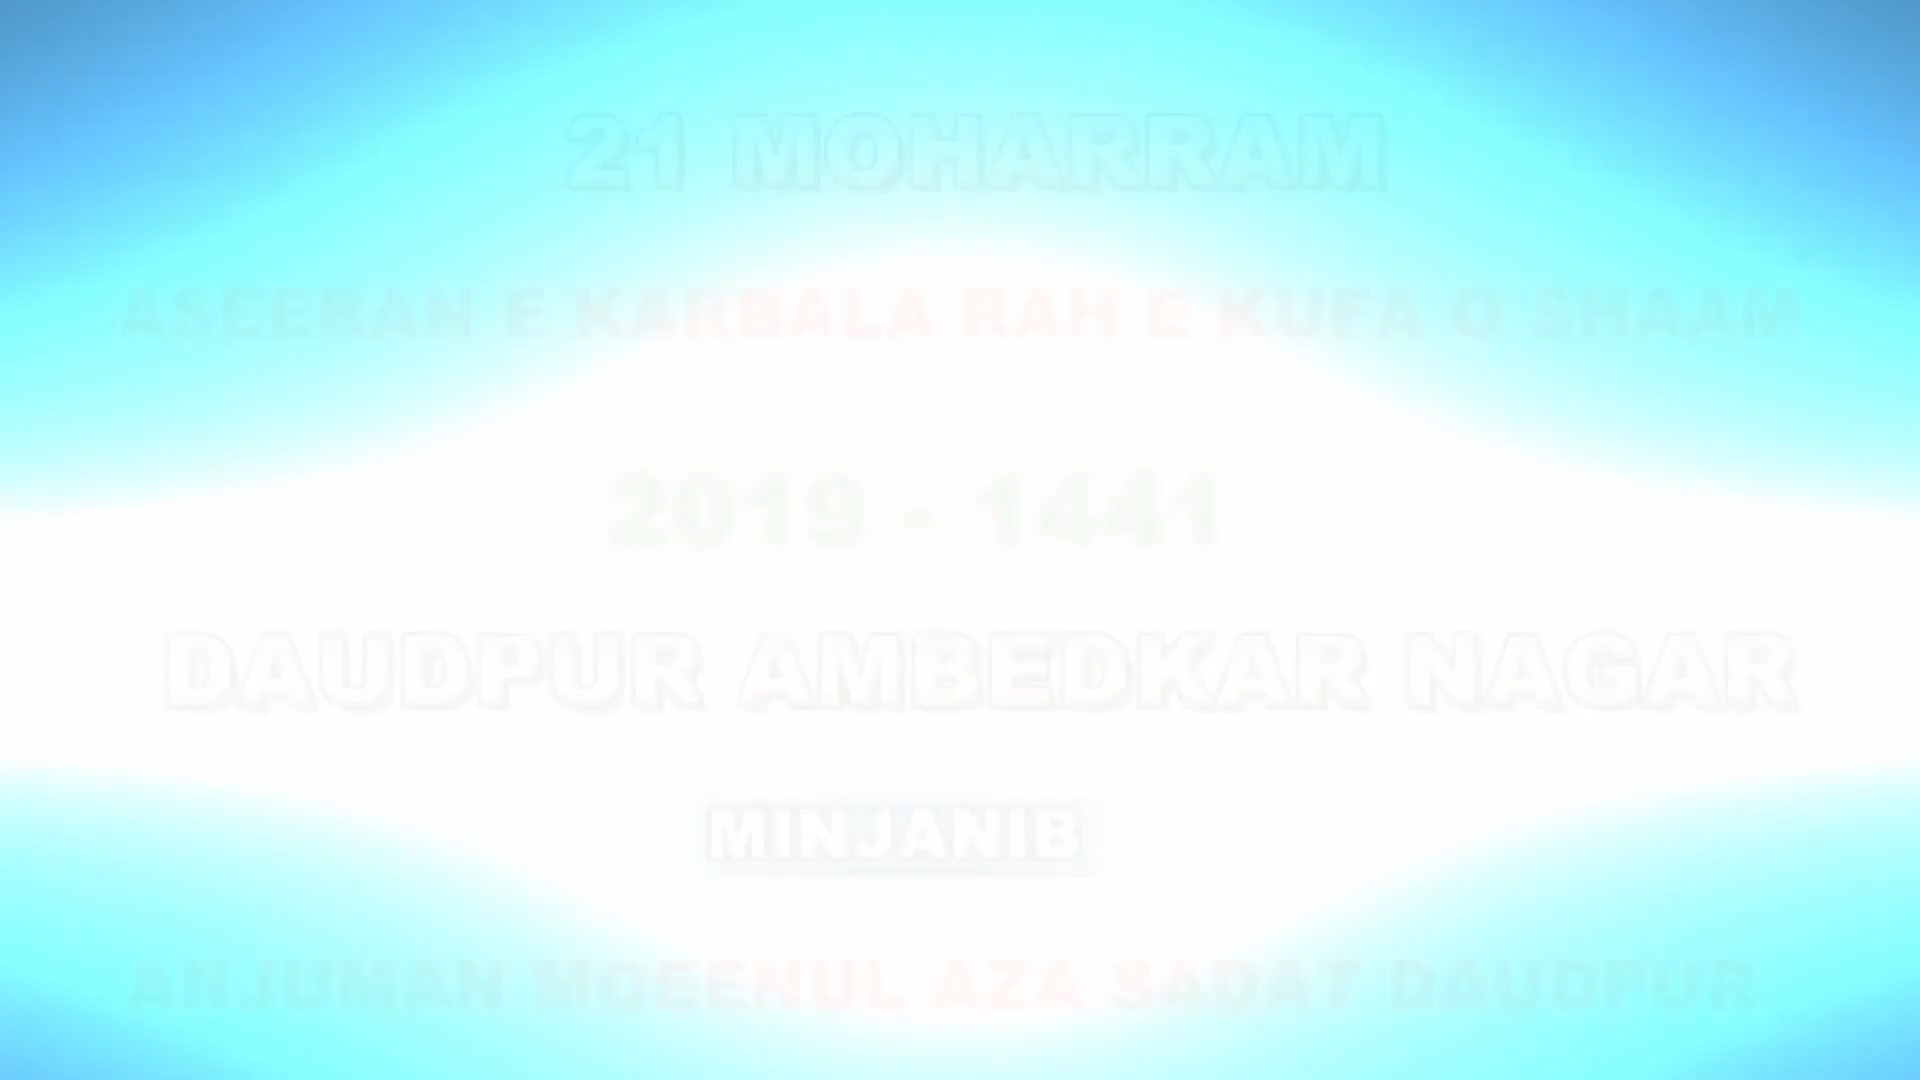 21 MOHARRAM
ASEERAN E KARBALA RAH E KUFA O SHAAM
2019 - 1441
DAUDPUR AMBEDKAR NAGAR
MINJANIB
ANJUMAN MOEENUL AZA SADAT DAUDPUR